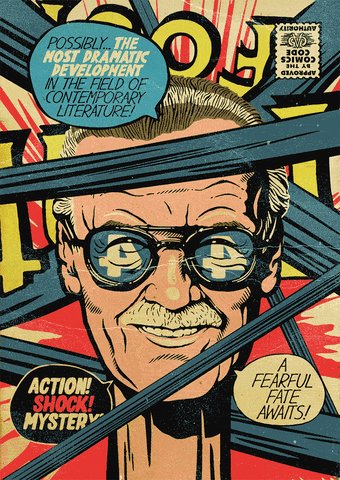 POSSIBLY... THE
MOST DRAMATIC
DEVELOPMENT
IN THE FIELD OF
CONTEMPORARY
LITERATURE!
APPROVED
BY THE
COMICS
CODE
AUTHORITY
ACTION!
SHOCK!
MYSTERY!
A
FEARFUL
FATE
AWAITS!